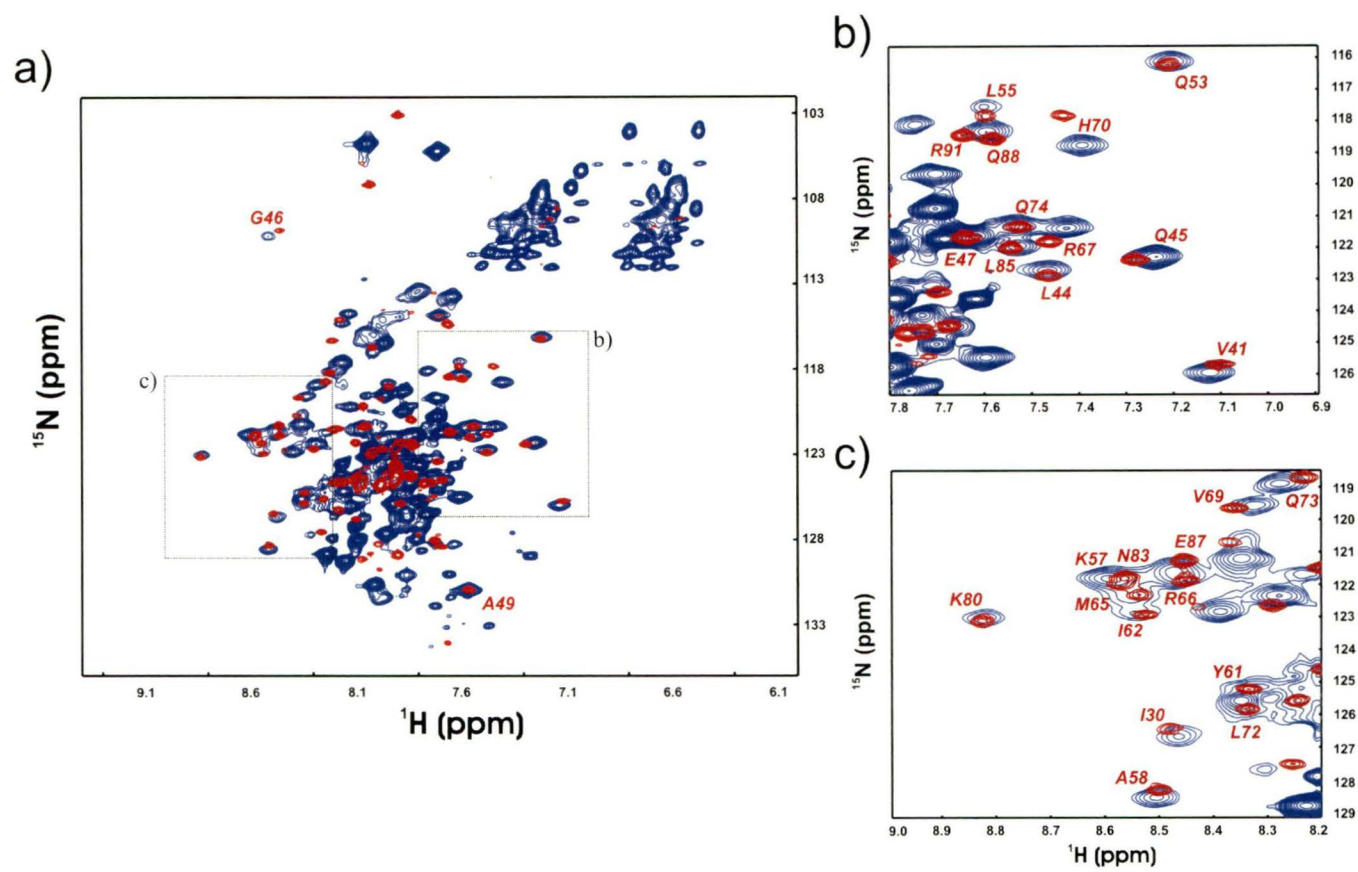 a)
103
108
113
118
123
128
133
¹⁵N (ppm)
G46
b)
c)
A49
9.1 8.6 8.1 7.6 7.1 6.6 6.1
¹H (ppm)
b)
116
117
118
119
120
121
122
123
124
125
126
¹⁵N (ppm)
Q53
L55
H70
R91 Q88
Q74
Q45
E47 L85 R67
L44
V41
7.8 7.7 7.6 7.5 7.4 7.3 7.2 7.1 7.0 6.9
c)
119
120
121
122
123
124
125
126
127
128
129
¹⁵N (ppm)
V69 Q73
E87
K57 N83
K80 M65 R66
I62
Y61
I30
L72
A58
9.0 8.9 8.8 8.7 8.6 8.5 8.4 8.3 8.2
¹H (ppm)